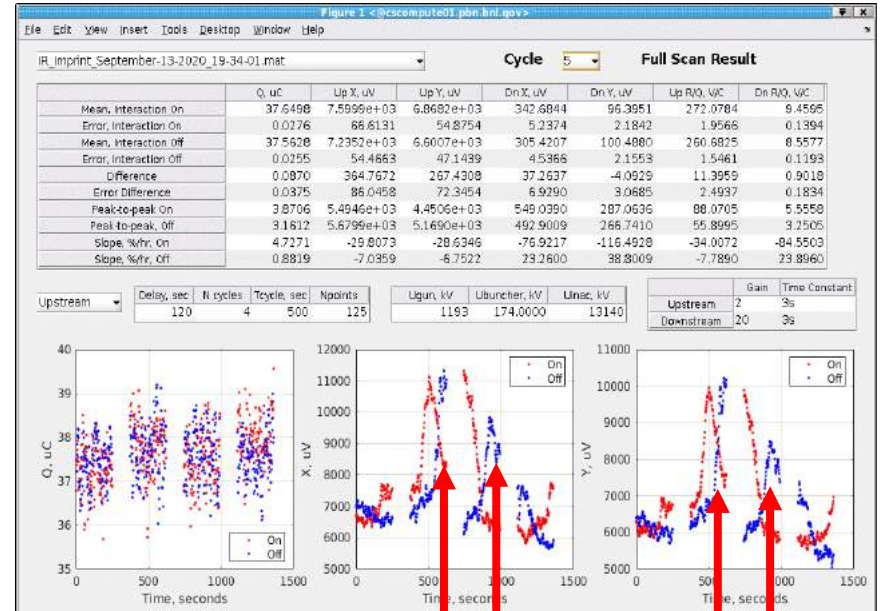 Figure 1 <@cscompute01.pbn.bnl.gov>
File Edit View Insert Tools Desktop Window Help
IR_Imprint_September-13-2020_19-34-01.mat Cycle 5 Full Scan Result
Q, uC Up X, uV Up Y, uV Dn X, uV Dn Y, uV Up R/Q, V/C Dn R/Q, V/C
Mean, Interaction On 37.6498 7.5999e+03 6.8682e+03 342.6844 96.3951 272.0784 9.4595
Error, Interaction On 0.0276 66.6131 54.8754 5.2374 2.1842 1.9566 0.1394
Mean, Interaction Off 37.5628 7.2352e+03 6.6007e+03 305.4207 100.4880 260.6825 8.5577
Error, Interaction Off 0.0255 54.4663 47.1439 4.5366 2.1553 1.5461 0.1193
Difference 0.0870 364.7672 267.4308 37.2637 -4.0929 11.3959 0.9018
Error Difference 0.0375 86.0458 72.3454 6.9290 3.0685 2.4937 0.1834
Peak-to-peak On 3.8706 5.4946e+03 4.4506e+03 549.0390 287.0636 88.0705 5.5558
Peak-to-peak, Off 3.1612 5.6799e+03 5.1690e+03 492.9009 266.7410 55.8995 3.2505
Slope, %/hr, On 4.7271 -29.8073 -28.6346 -76.9217 -116.4928 -34.0072 -84.5503
Slope, %/hr, Off 0.8819 -7.0359 -6.7522 23.2600 38.8009 -7.7890 23.8960
Upstream Delay, sec N cycles Tcycle, sec Npoints Ugun, kV Ubuncher, kV Ulinac, kV Gain Time Constant
120 4 500 125 1193 174.0000 13140 Upstream 2 3s
Downstream 20 3s
40 12000 11000
On On
Off Off
39 11000 10000
10000
38 9000 9000
Q, uC X, uV Y, uV
37 8000 8000
7000 7000
36 6000 6000
On
Off
35 5000 5000
0 500 1000 1500 0 500 1000 1500 0 500 1000 1500
Time, seconds Time, seconds Time, seconds